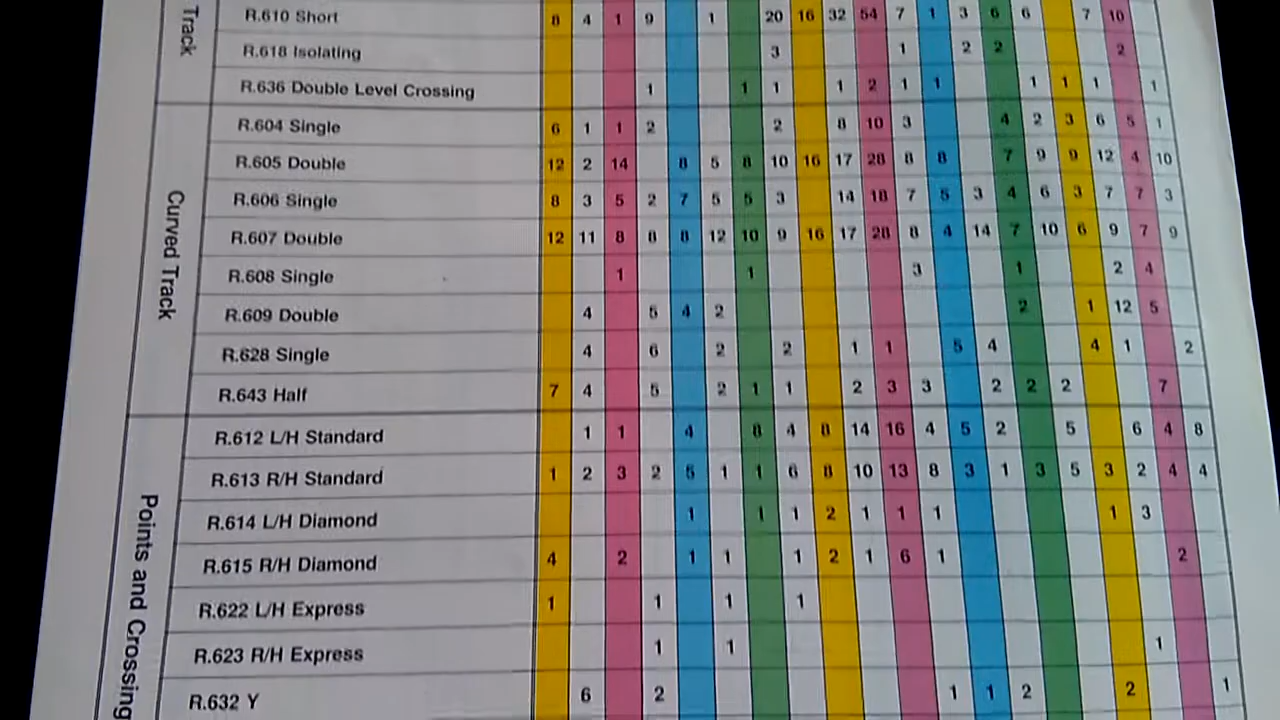 Track
R.610 Short 8 4 1 9 1 20 16 32 54 7 1 3 6 6 7 10
R.618 Isolating 3 1 2 2 2
R.636 Double Level Crossing 1 1 1 1 2 1 1 1 1 1 1
Curved Track
R.604 Single 6 1 1 2 2 8 10 3 4 2 3 6 5 1
R.605 Double 12 2 14 8 5 8 10 16 17 28 8 8 7 9 9 12 4 10
R.606 Single 8 3 5 2 7 5 5 3 14 18 7 5 3 4 6 3 7 7 3
R.607 Double 12 11 8 8 8 12 10 9 16 17 28 8 4 14 7 10 6 9 7 9
R.608 Single 1 1 3 1 2 4
R.609 Double 4 5 4 2 2 1 12 5
R.628 Single 4 6 2 2 1 1 5 4 4 1 2
R.643 Half 7 4 5 2 1 1 2 3 3 2 2 2 7
Points and Crossing
R.612 L/H Standard 1 1 4 8 4 8 14 16 4 5 2 5 6 4 8
R.613 R/H Standard 1 2 3 2 5 1 1 6 8 10 13 8 3 1 3 5 3 2 4 4
R.614 L/H Diamond 1 1 1 2 1 1 1 1 3
R.615 R/H Diamond 4 2 1 1 1 2 1 6 1 2
R.622 L/H Express 1 1 1 1
R.623 R/H Express 1 1 1
R.632 Y 6 2 1 1 2 2 1